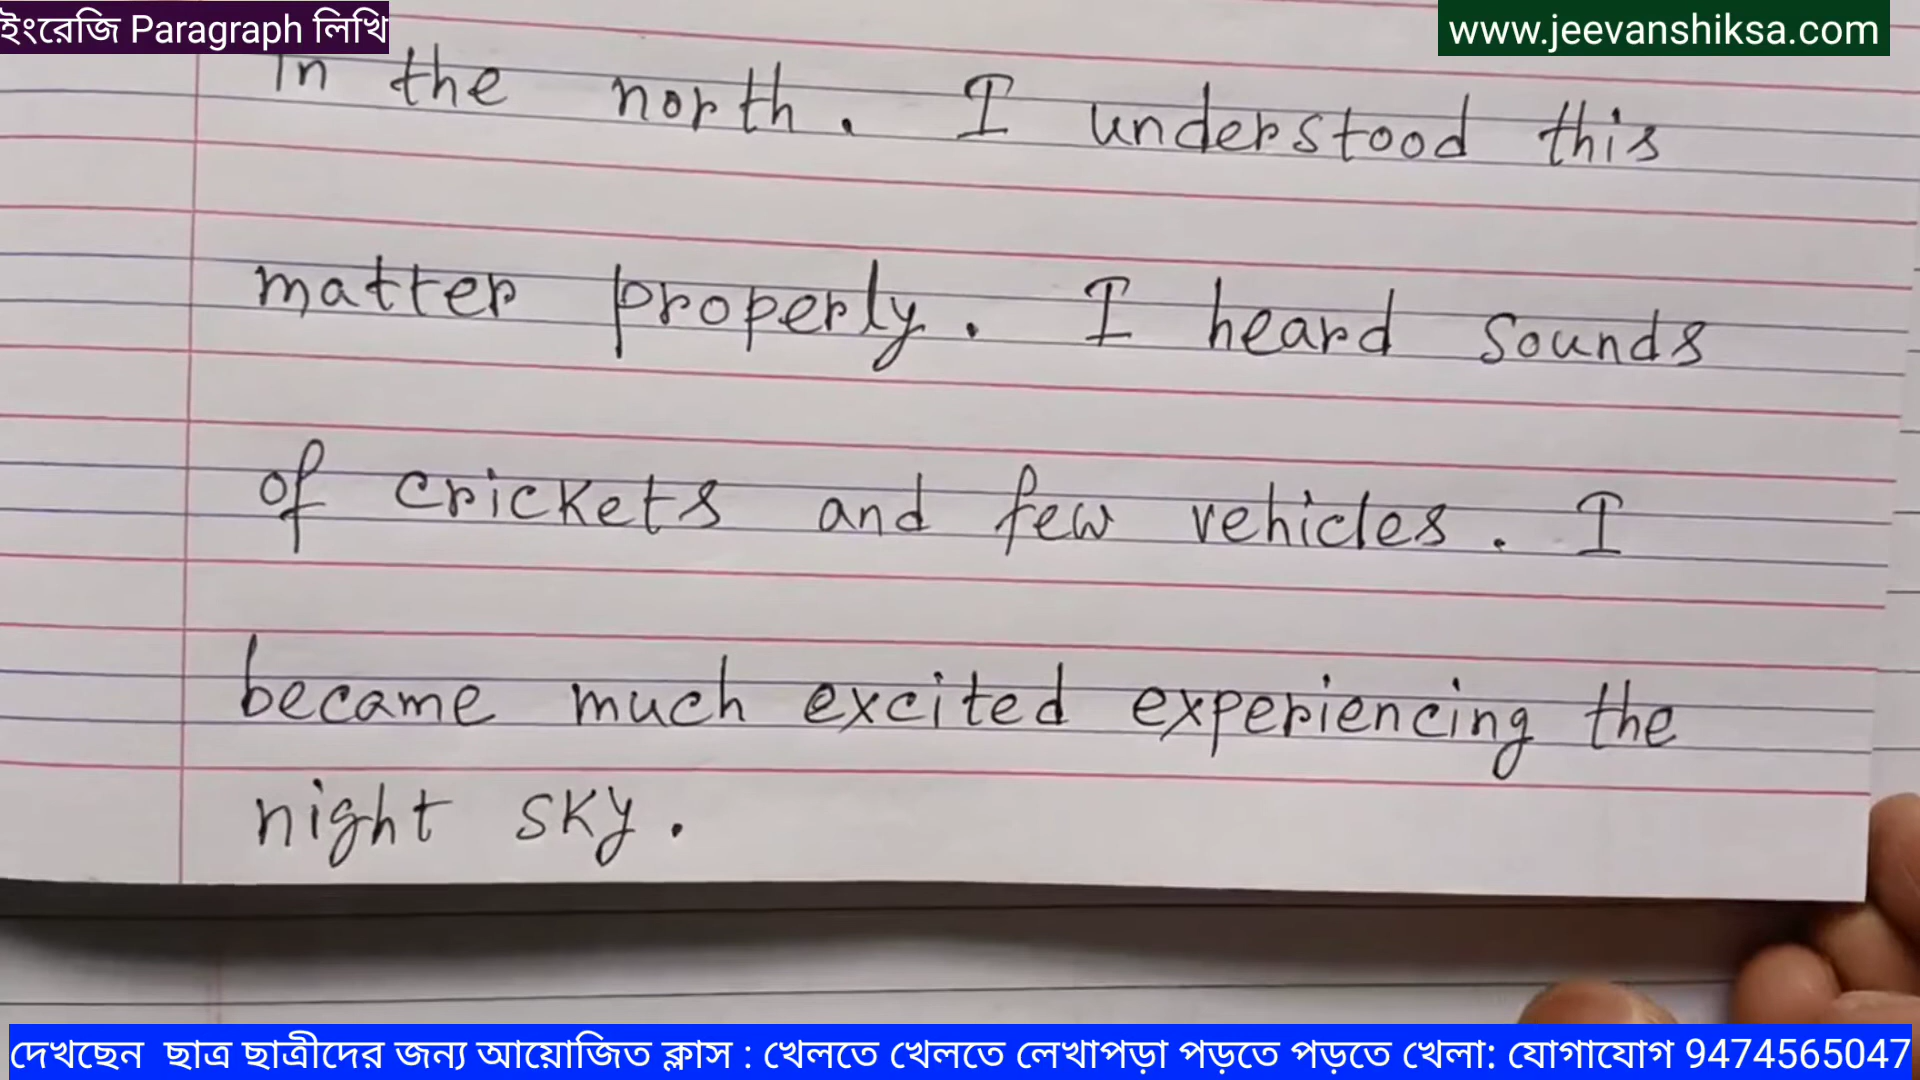 ইংরেজি Paragraph লিখি
www.jeevanshiksa.com
in the north. I understood this
matter properly. I heard sounds
of crickets and few vehicles. I
became much excited experiencing the
night sky.
দেখছেন ছাত্র ছাত্রীদের জন্য আয়োজিত ক্লাস : খেলতে খেলতে লেখাপড়া পড়তে পড়তে খেলা: যোগাযোগ 9474565047